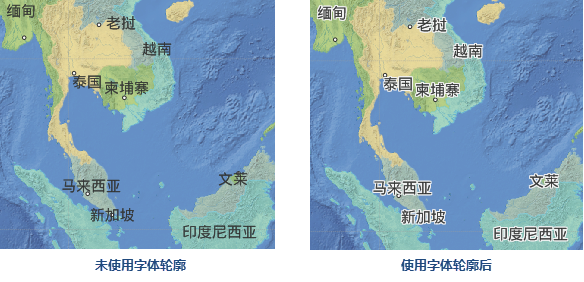 缅甸
老挝
越南
泰国
柬埔寨
马来西亚
文莱
新加坡
印度尼西亚
未使用字体轮廓
缅甸
老挝
越南
泰国
柬埔寨
马来西亚
文莱
新加坡
印度尼西亚
使用字体轮廓后